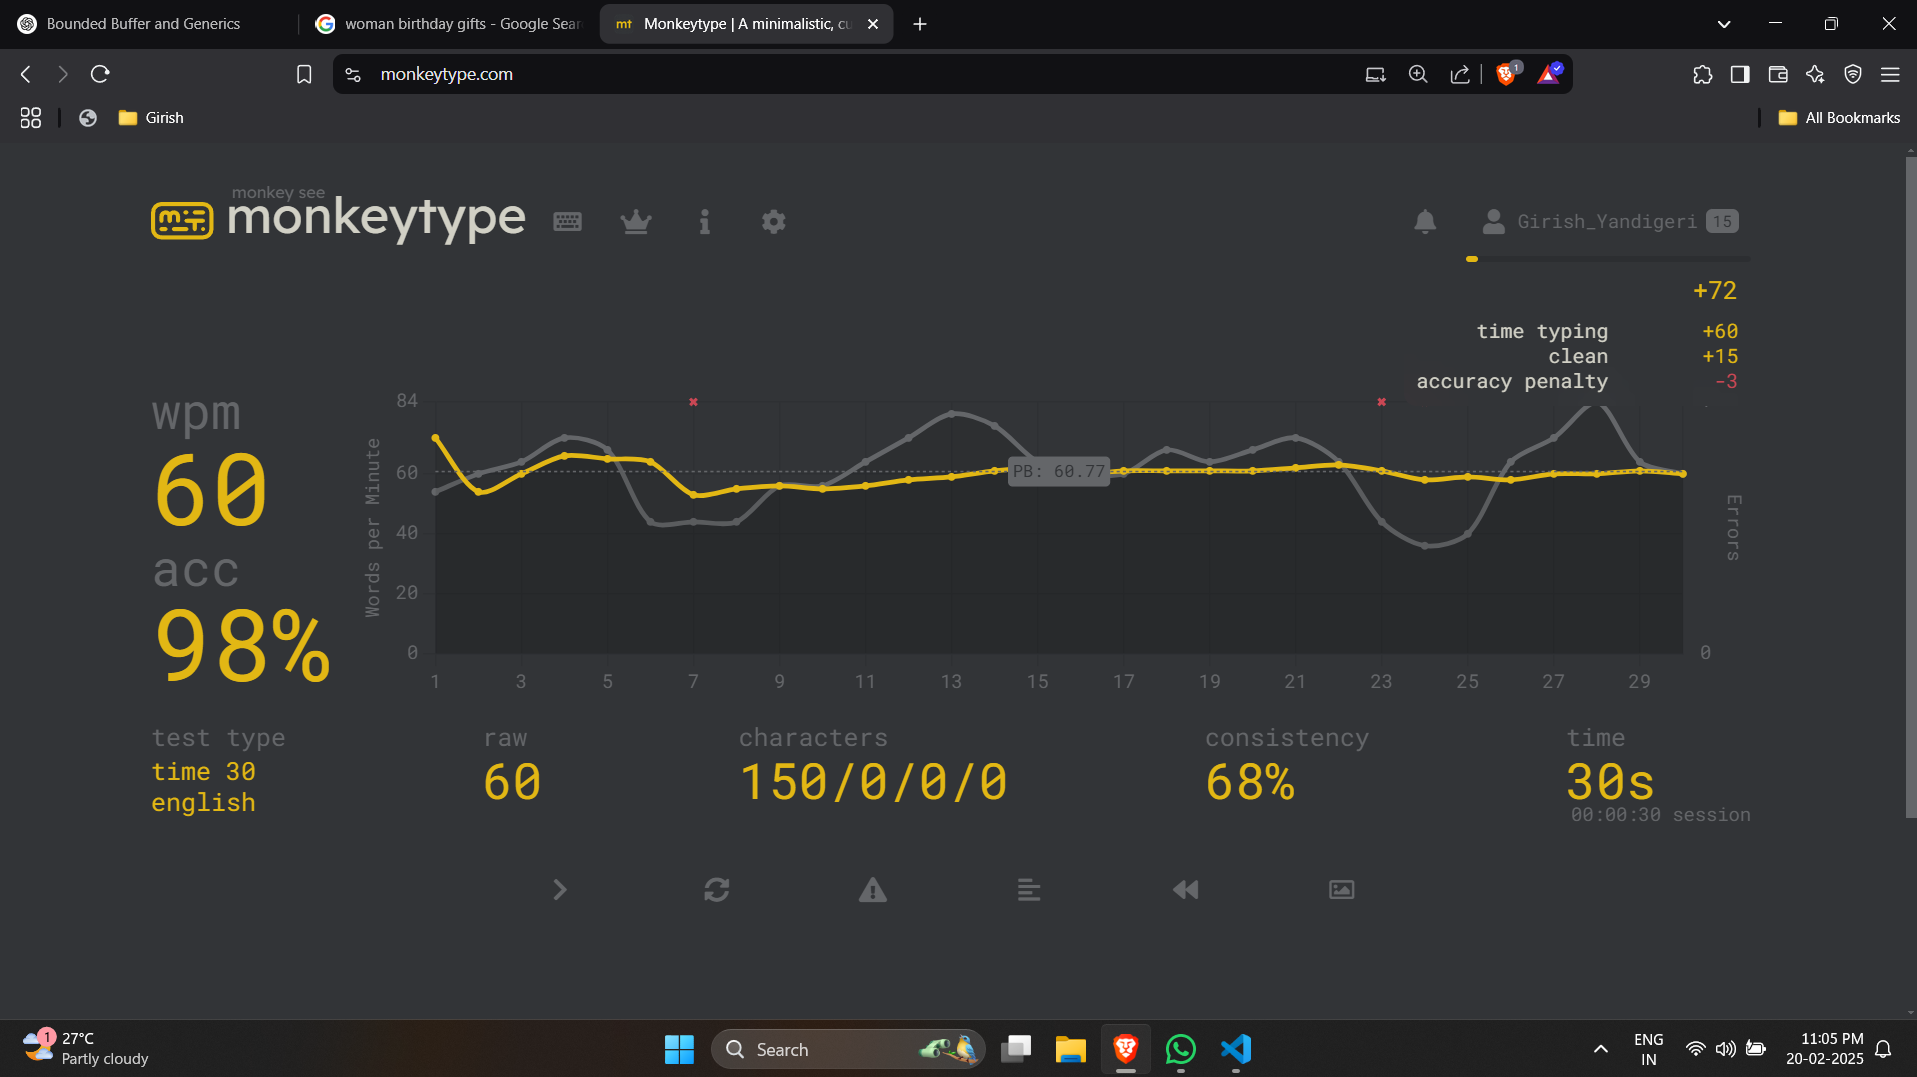 Bounded Buffer and Generics
woman birthday gifts - Google Sear
mt Monkeytype | A minimalistic, cu
monkeytype.com
1
Girish
All Bookmarks
monkey see
monkeytype
Girish_Yandigeri 15
+72
time typing +60
clean +15
accuracy penalty -3
wpm
60
acc
98%
Words per Minute
84
60
40
20
0
PB: 60.77
Errors
0
1 3 5 7 9 11 13 15 17 19 21 23 25 27 29
test type
time 30
english
raw
60
characters
150/0/0/0
consistency
68%
time
30s
00:00:30 session
1
27°C
Partly cloudy
Search
ENG
IN
11:05 PM
20-02-2025